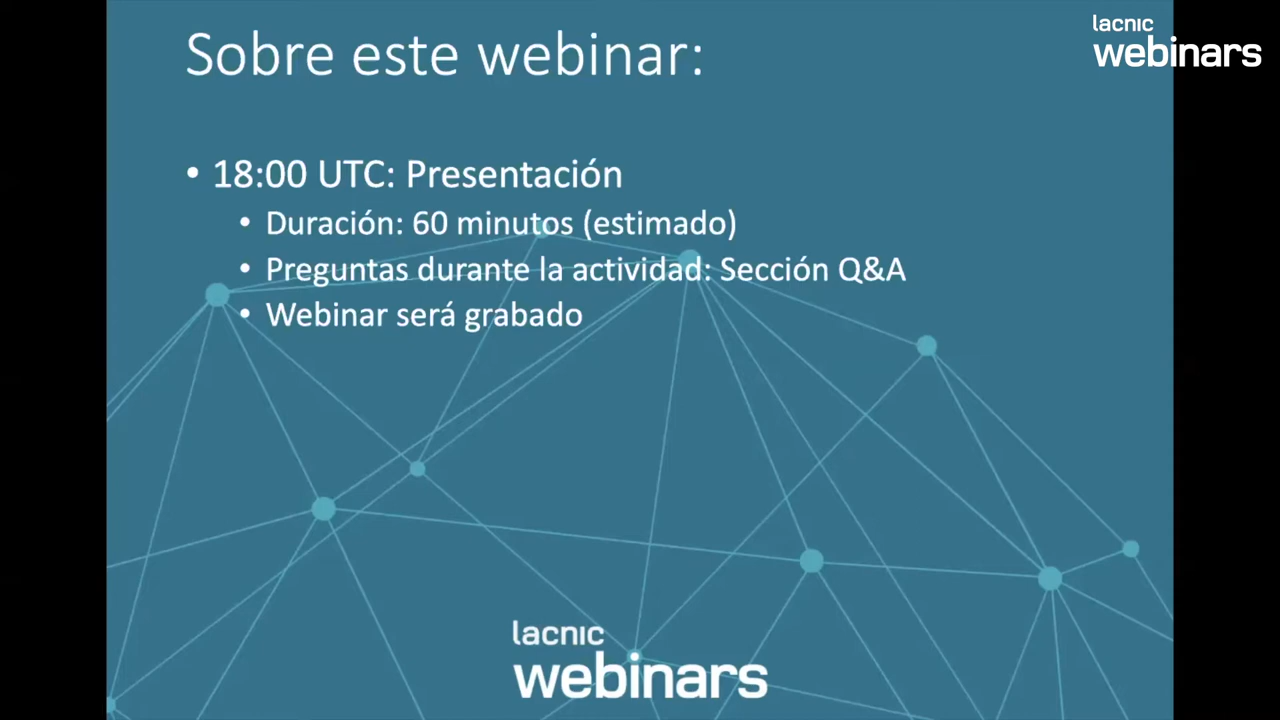 Sobre este webinar:
lacnic
webinars
• 18:00 UTC: Presentación
• Duración: 60 minutos (estimado)
• Preguntas durante la actividad: Sección Q&A
• Webinar será grabado
lacnic
webinars